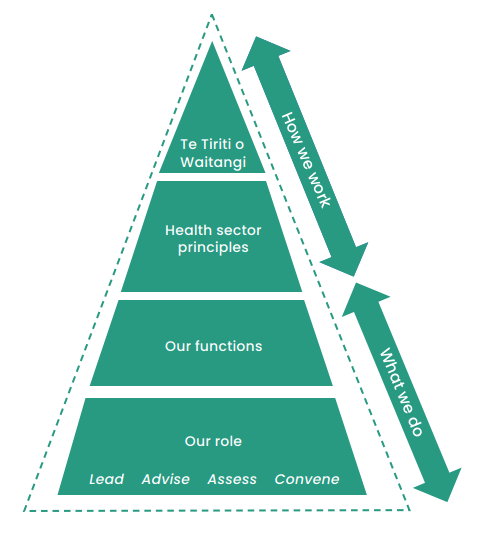 Te Tiriti o
Waitangi
How we work
Health sector
principles
Our functions
What we do
Our role
Lead Advise Assess Convene